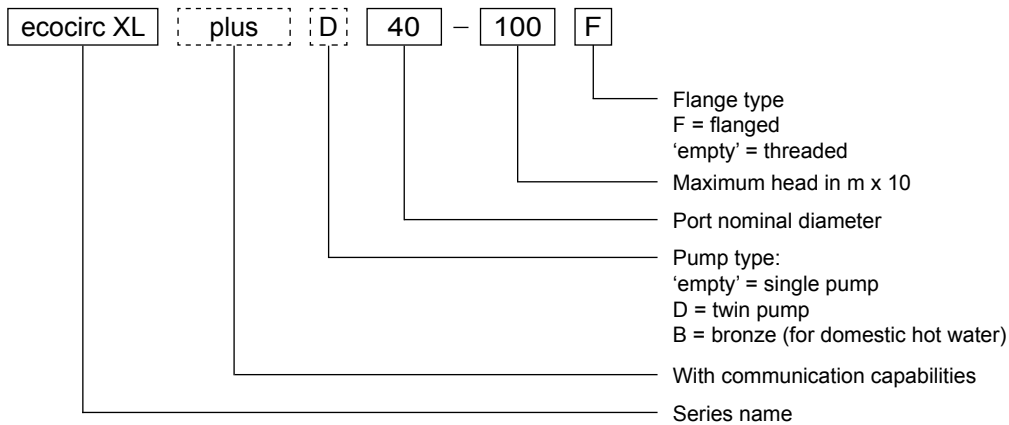 ecocirc XL plus D 40 – 100 F
Flange type
F = flanged
‘empty’ = threaded
Maximum head in m x 10
Port nominal diameter
Pump type:
‘empty’ = single pump
D = twin pump
B = bronze (for domestic hot water)
With communication capabilities
Series name